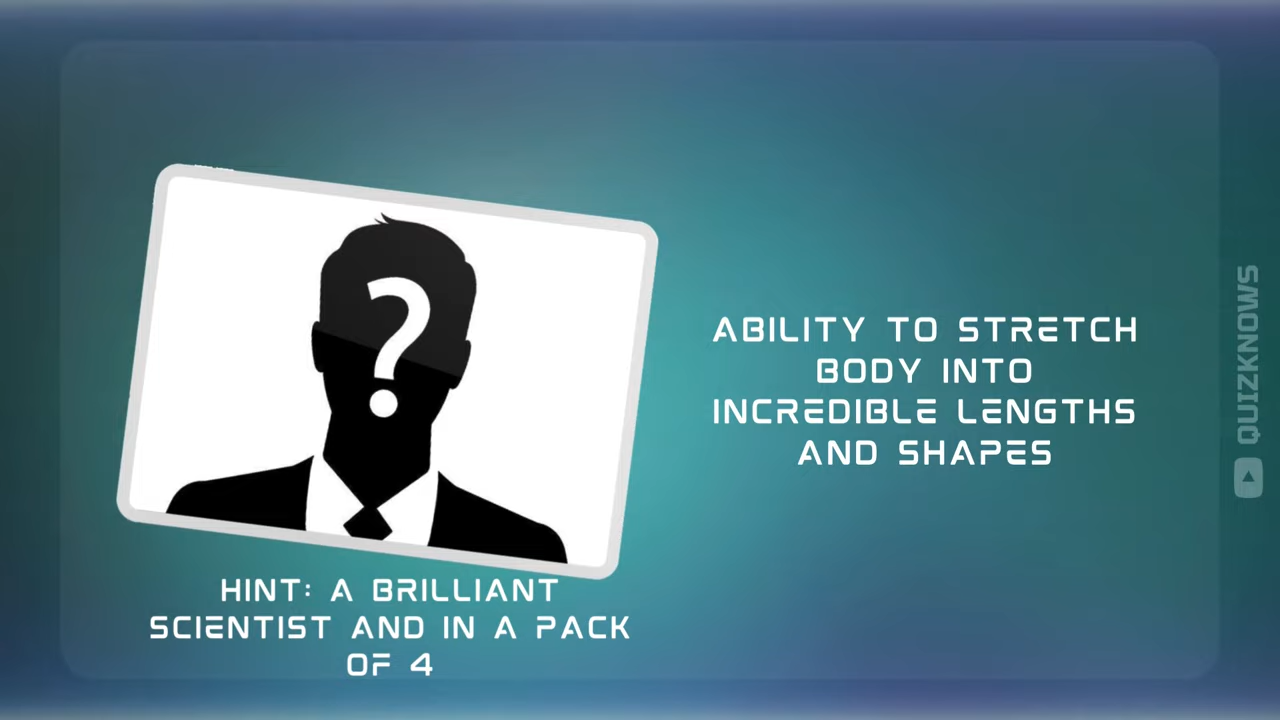 ABILITY TO STRETCH
BODY INTO
INCREDIBLE LENGTHS
AND SHAPES
?
HINT: A BRILLIANT
SCIENTIST AND IN A PACK
OF 4
QUIZKNOWS